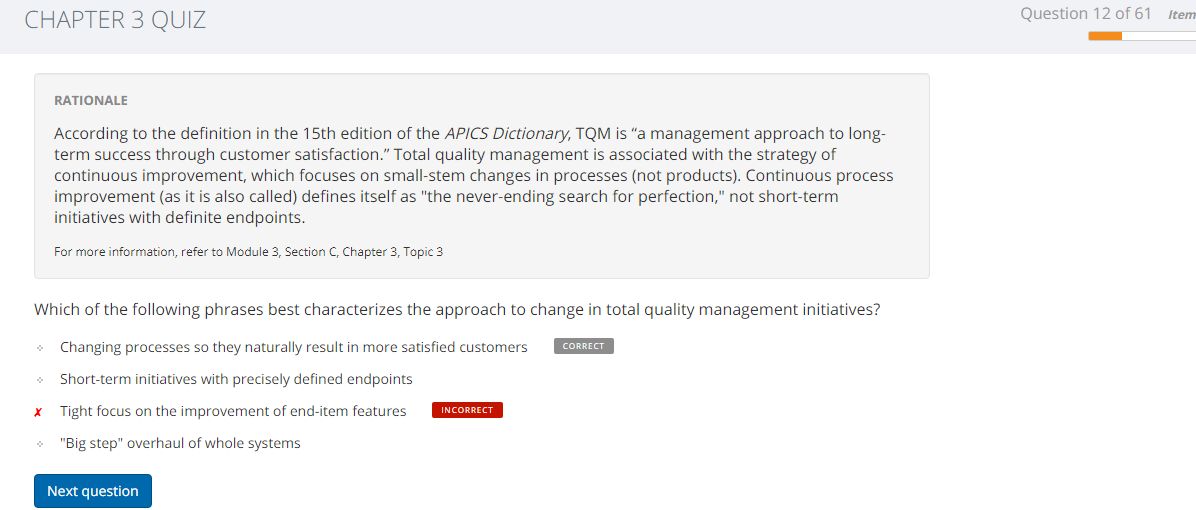 CHAPTER 3 QUIZ
Question 12 of 61 Item
RATIONALE
According to the definition in the 15th edition of the APICS Dictionary, TQM is “a management approach to long-
term success through customer satisfaction.” Total quality management is associated with the strategy of
continuous improvement, which focuses on small-stem changes in processes (not products). Continuous process
improvement (as it is also called) defines itself as "the never-ending search for perfection," not short-term
initiatives with definite endpoints.
For more information, refer to Module 3, Section C, Chapter 3, Topic 3
Which of the following phrases best characterizes the approach to change in total quality management initiatives?
Changing processes so they naturally result in more satisfied customers CORRECT
Short-term initiatives with precisely defined endpoints
✗ Tight focus on the improvement of end-item features INCORRECT
"Big step" overhaul of whole systems
Next question